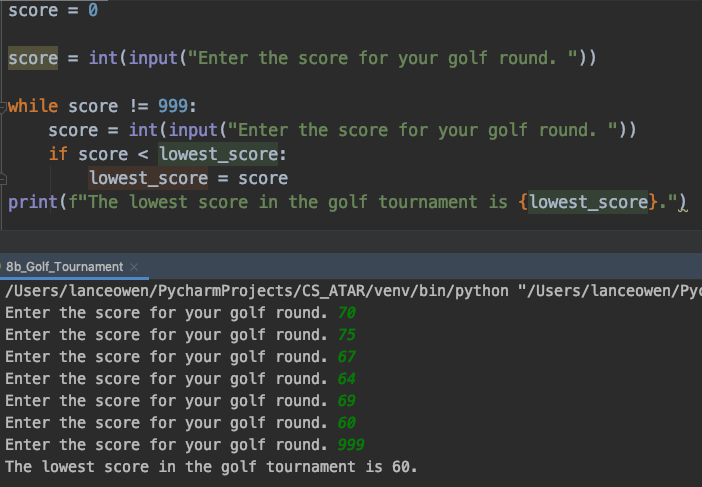 score = 0
score = int(input("Enter the score for your golf round. "))
while score != 999:
    score = int(input("Enter the score for your golf round. "))
    if score < lowest_score:
        lowest_score = score
print(f"The lowest score in the golf tournament is {lowest_score}.")
8b_Golf_Tournament ×
/Users/lanceowen/PycharmProjects/CS_ATAR/venv/bin/python "/Users/lanceowen/Pyc
Enter the score for your golf round. 70
Enter the score for your golf round. 75
Enter the score for your golf round. 67
Enter the score for your golf round. 64
Enter the score for your golf round. 69
Enter the score for your golf round. 60
Enter the score for your golf round. 999
The lowest score in the golf tournament is 60.